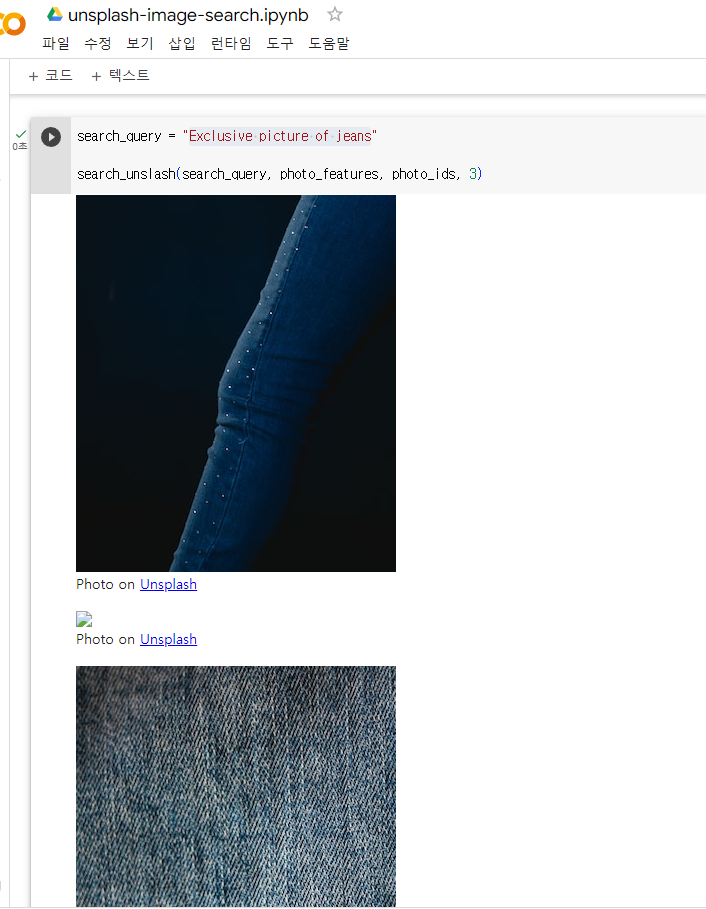 unsplash-image-search.ipynb
파일 수정 보기 삽입 런타임 도구 도움말
+ 코드 + 텍스트
0초
search_query = "Exclusive picture of jeans"
search_unslash(search_query, photo_features, photo_ids, 3)
Photo on Unsplash
Photo on Unsplash